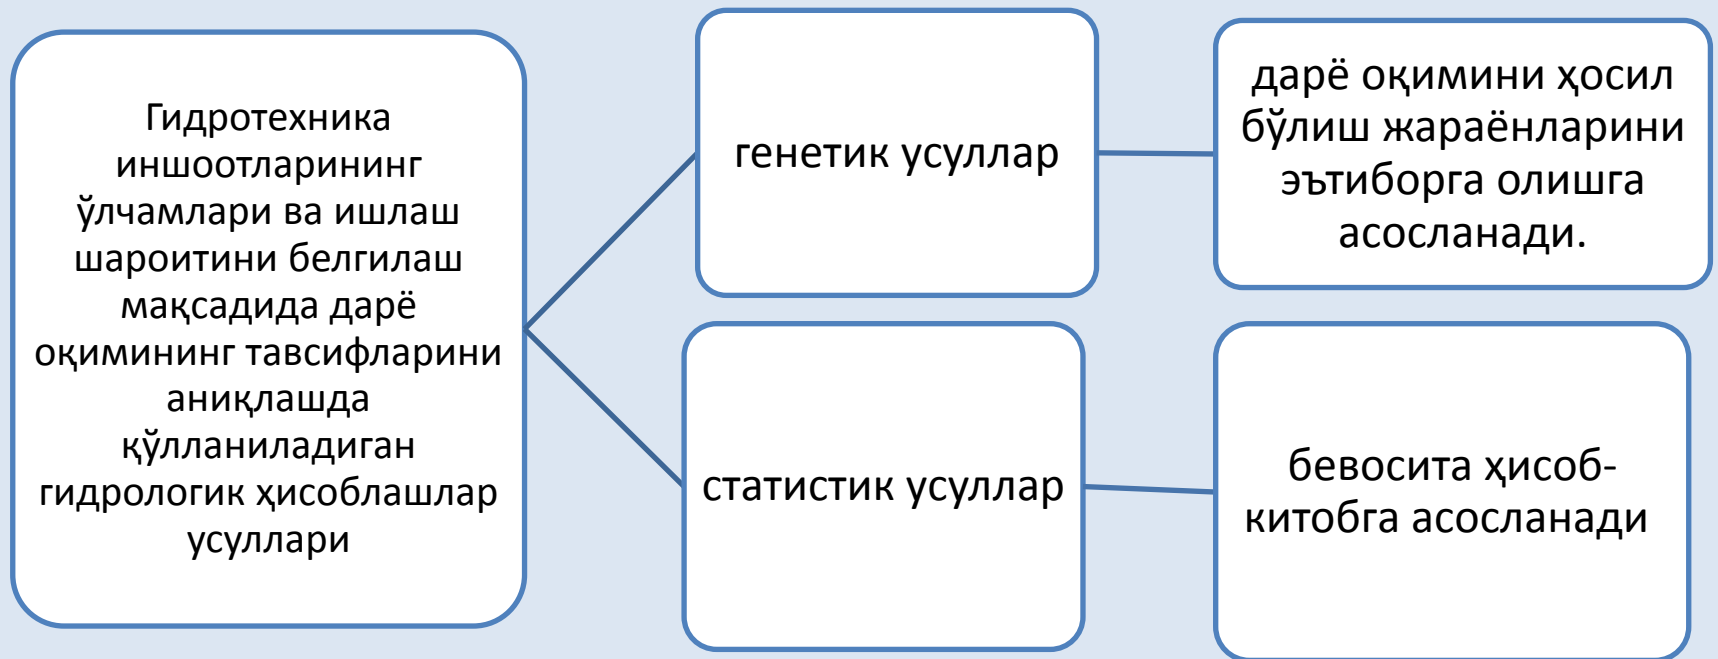 Гидротехника
иншоотларининг
ўлчамлари ва ишлаш
шароитини белгилаш
мақсадида дарё
оқимининг тавсифларини
аниқлашда
қўлланиладиган
гидрологик ҳисоблашлар
усуллари
генетик усуллар
дарё оқимини ҳосил
бўлиш жараёнларини
эътиборга олишга
асосланади.
статистик усуллар
бевосита ҳисоб-
китобга асосланади